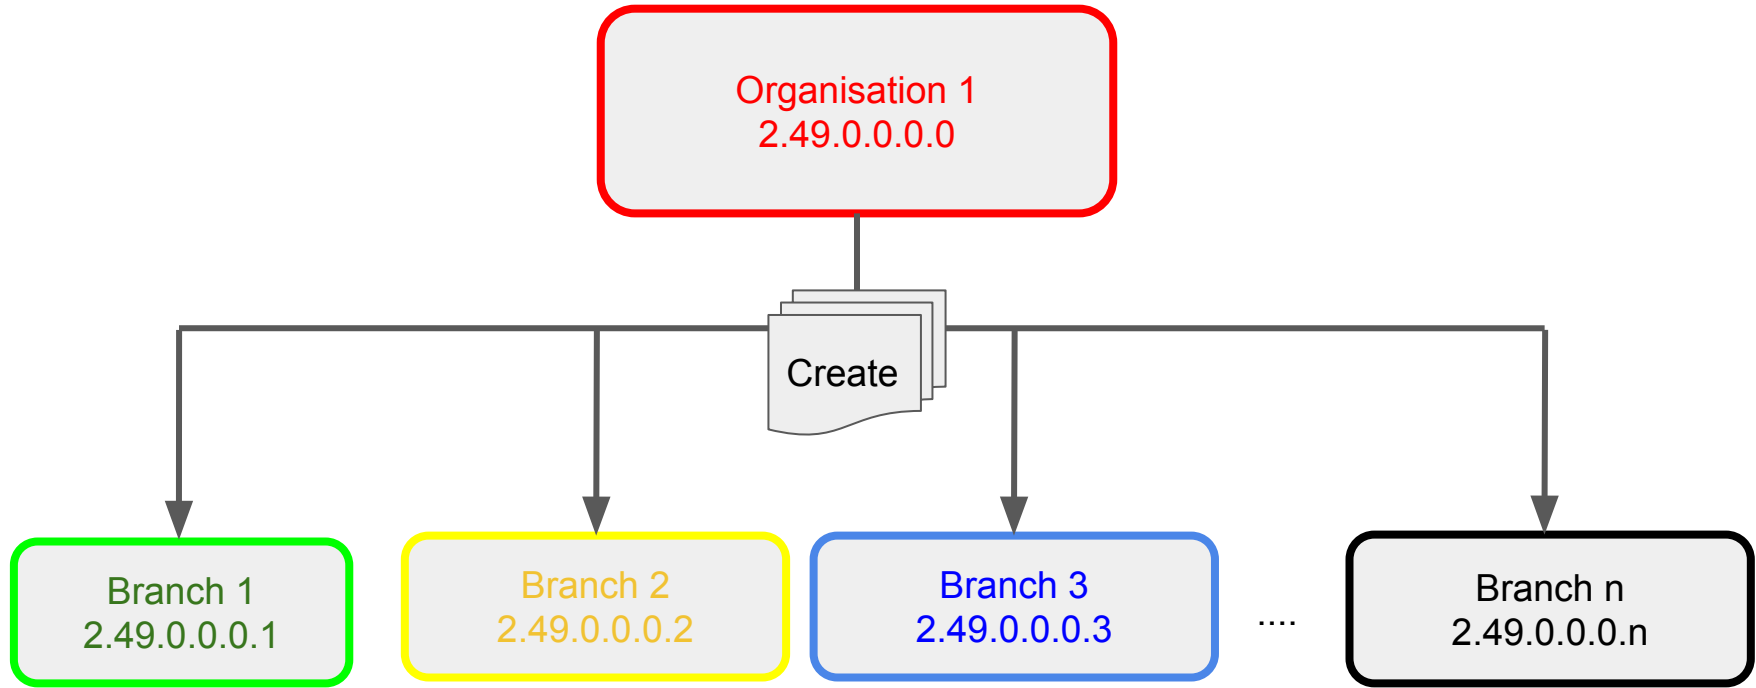 Organisation 1
2.49.0.0.0.0
Create
Branch 1
2.49.0.0.0.1
Branch 2
2.49.0.0.0.2
Branch 3
2.49.0.0.0.3
....
Branch n
2.49.0.0.0.n